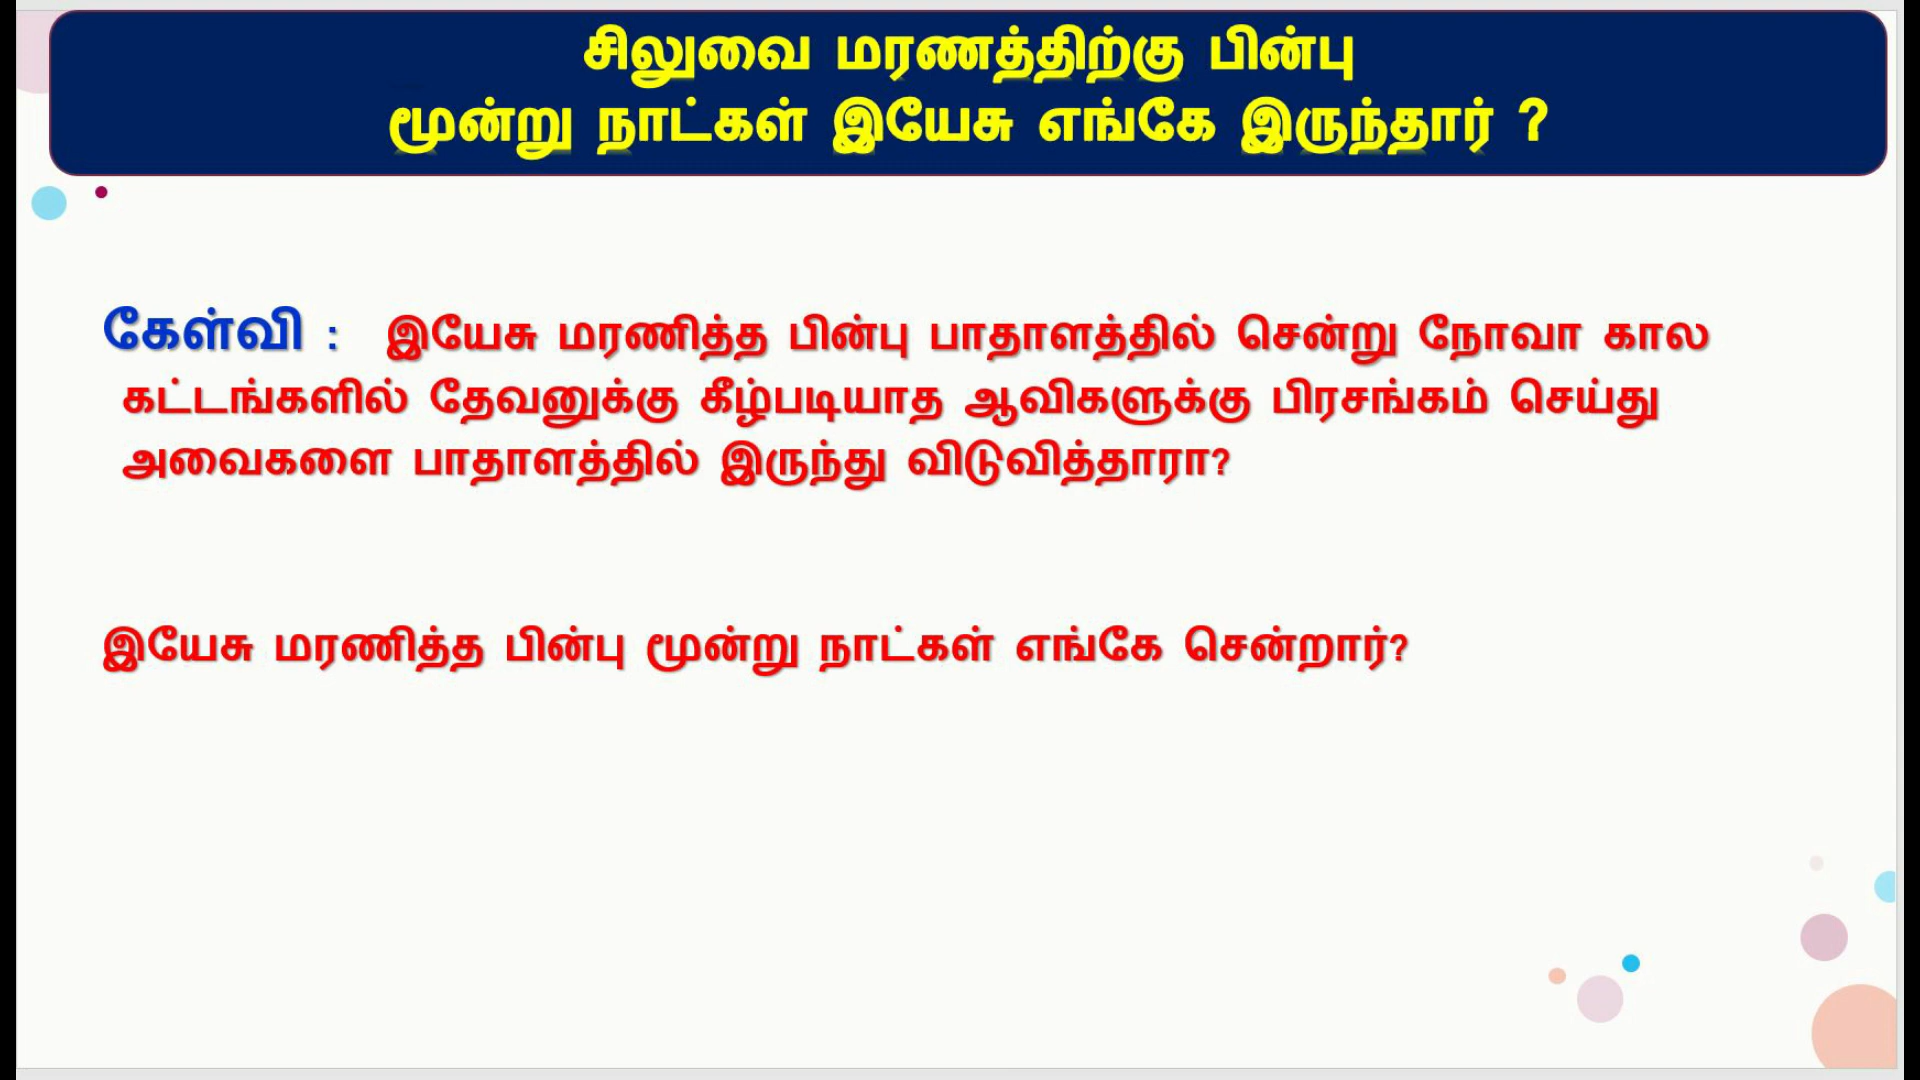 சிலுவை மரணத்திற்கு பின்பு
மூன்று நாட்கள் இயேசு எங்கே இருந்தார் ?
கேள்வி : இயேசு மரணித்த பின்பு பாதாளத்தில் சென்று நோவா கால
கட்டங்களில் தேவனுக்கு கீழ்படியாத ஆவிகளுக்கு பிரசங்கம் செய்து
அவைகளை பாதாளத்தில் இருந்து விடுவித்தாரா?
இயேசு மரணித்த பின்பு மூன்று நாட்கள் எங்கே சென்றார்?